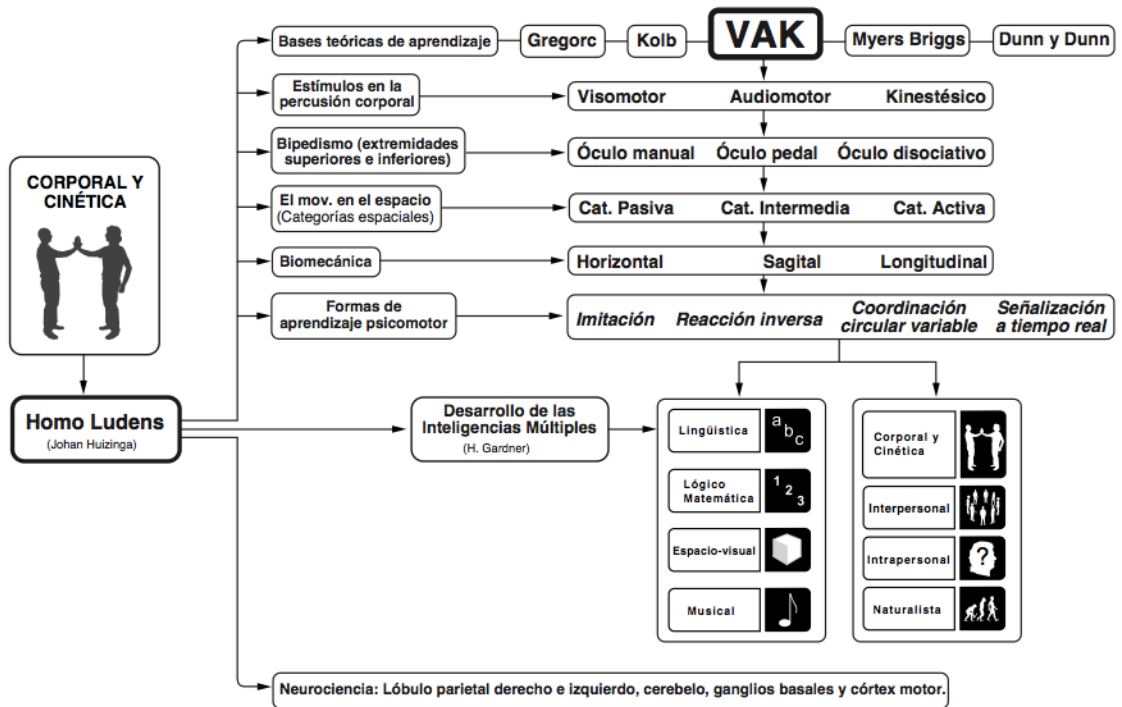 Bases teóricas de aprendizaje
Gregorc
Kolb
VAK
Myers Briggs
Dunn y Dunn
Estímulos en la
percusión corporal
Visomotor Audiomotor Kinestésico
Bipedismo (extremidades
superiores e inferiores)
Óculo manual Óculo pedal Óculo disociativo
CORPORAL Y
CINÉTICA
El mov. en el espacio
(Categorías espaciales)
Cat. Pasiva Cat. Intermedia Cat. Activa
Biomecánica
Horizontal Sagital Longitudinal
Formas de
aprendizaje psicomotor
Imitación
Reacción inversa
Coordinación
circular variable
Señalización
a tiempo real
Homo Ludens
(Johan Huizinga)
Desarrollo de las
Inteligencias Múltiples
(H. Gardner)
Lingüística
a
b
c
Lógico
Matemática
1
2
3
Espacio-visual
Musical
Corporal y
Cinética
Interpersonal
Intrapersonal
?
Naturalista
Neurociencia: Lóbulo parietal derecho e izquierdo, cerebelo, ganglios basales y córtex motor.